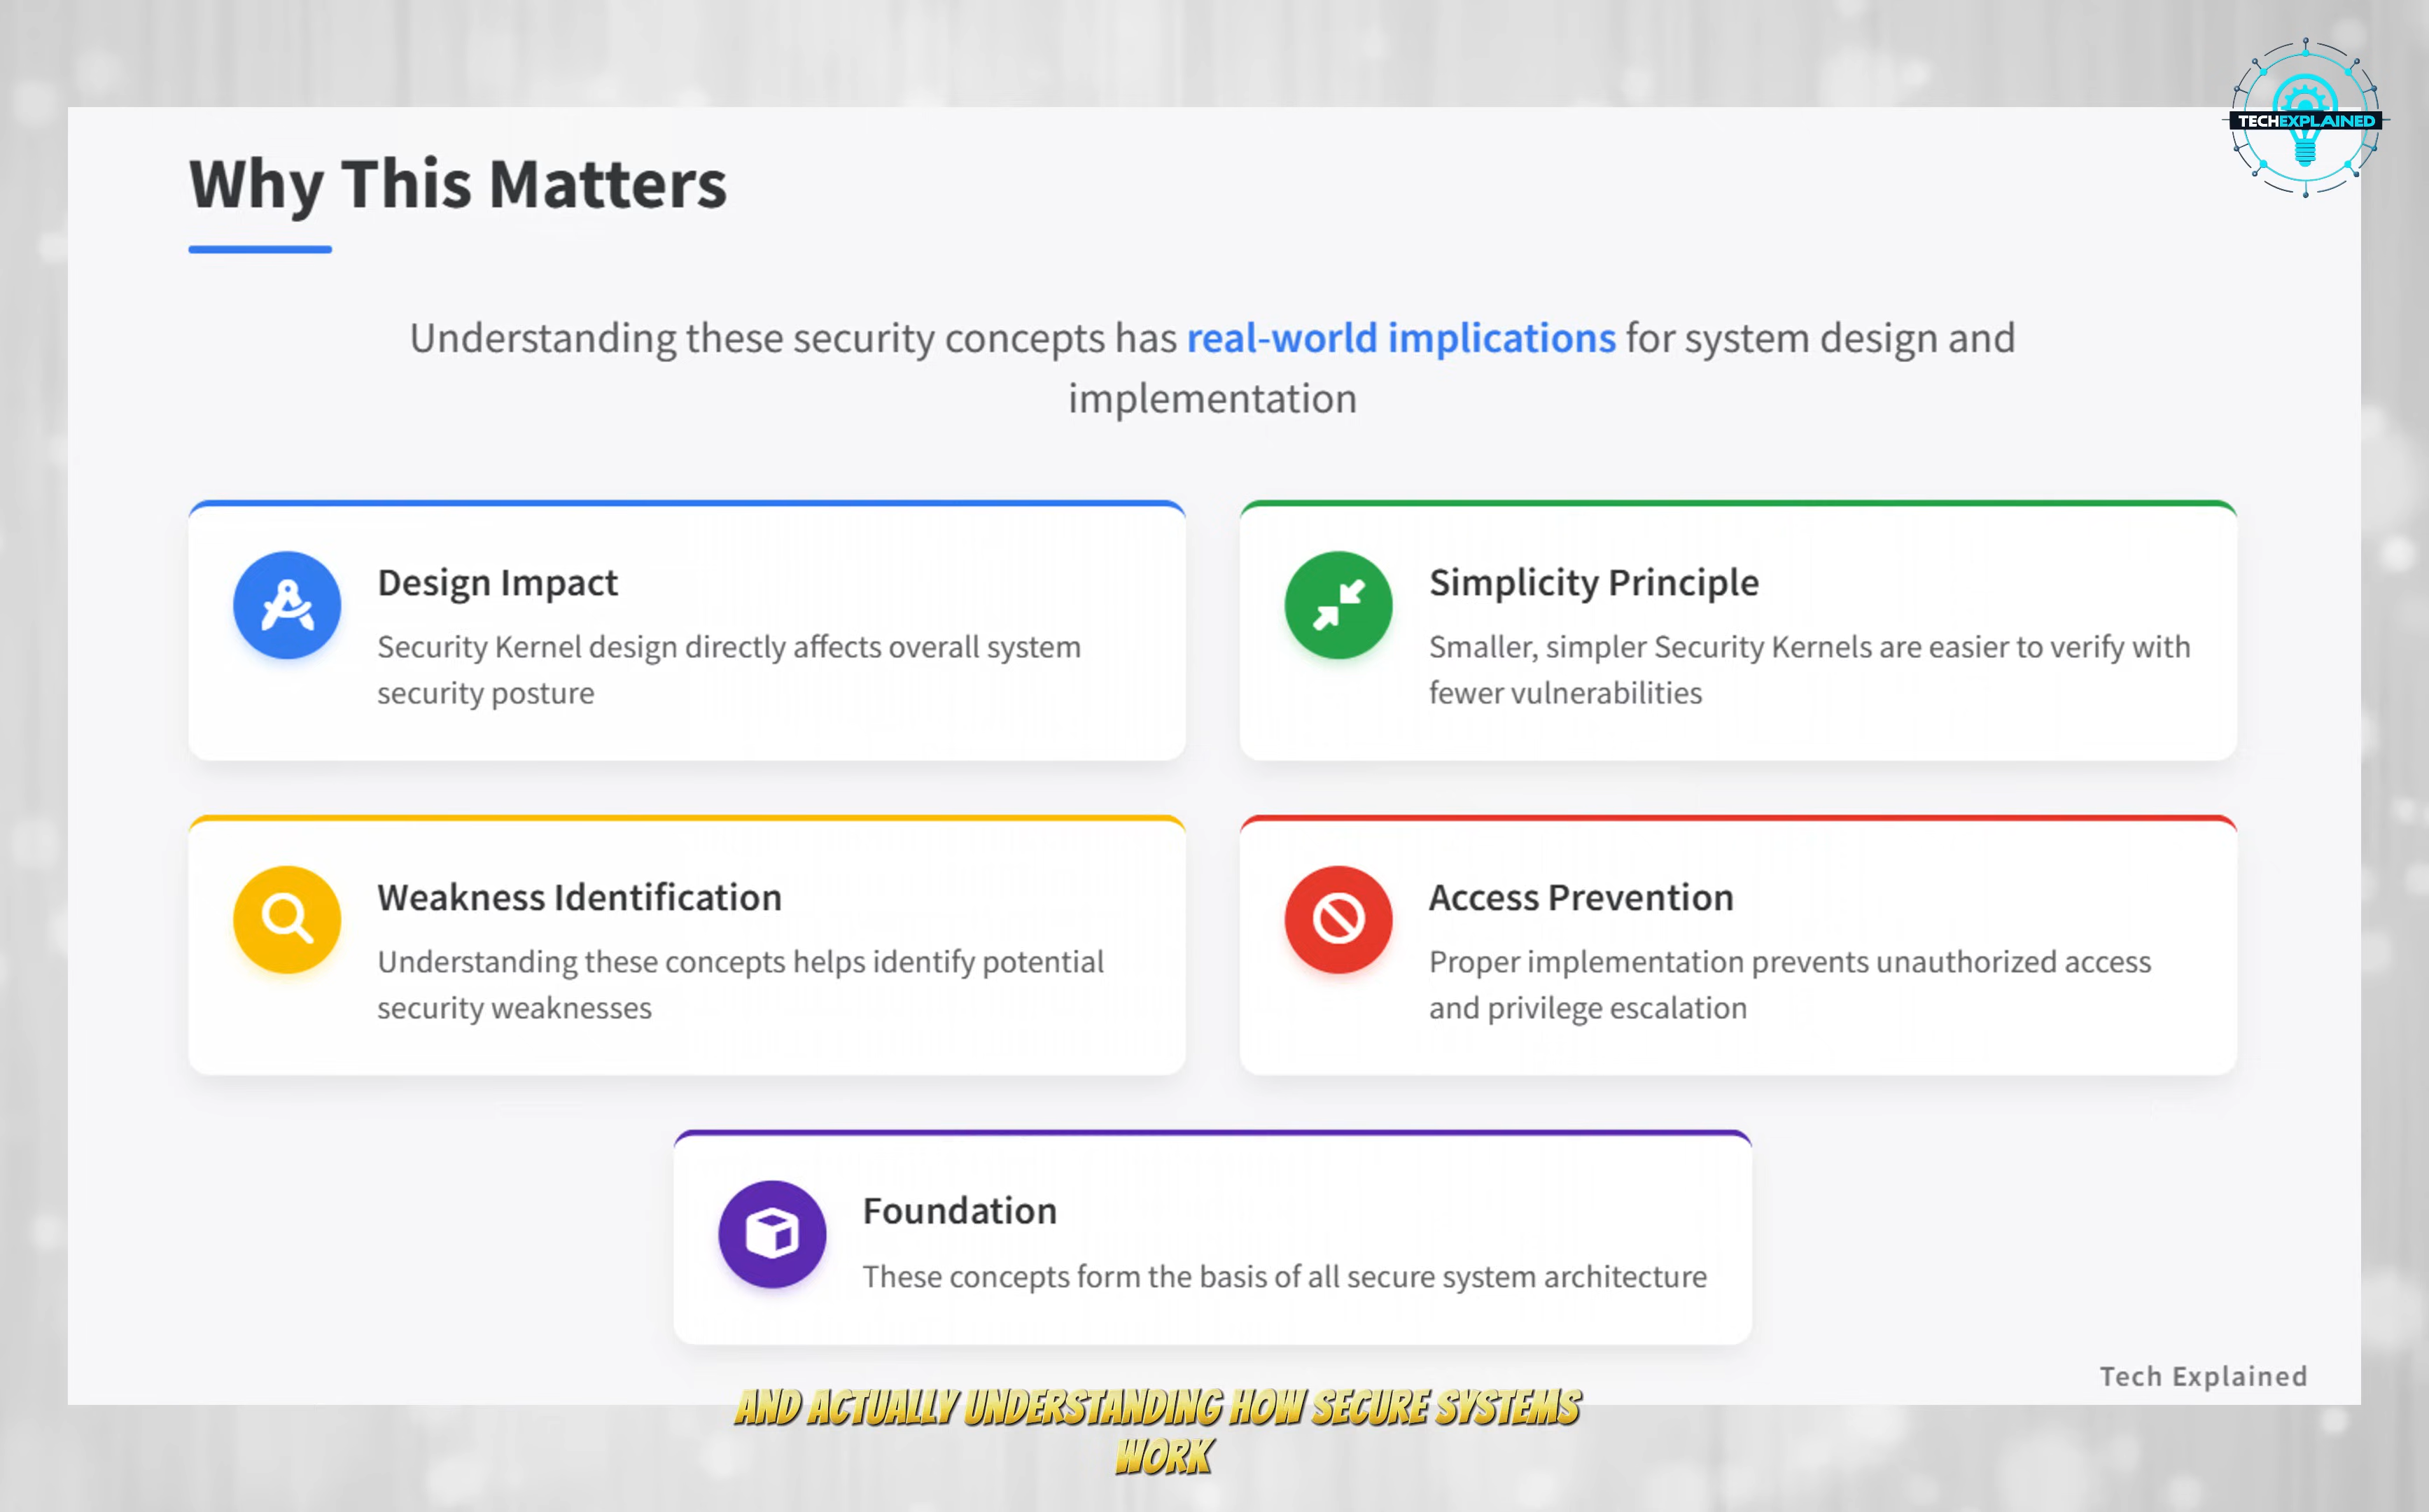 TECHEXPLAINED
Why This Matters
Understanding these security concepts has real-world implications for system design and
implementation
Design Impact
Security Kernel design directly affects overall system
security posture
Simplicity Principle
Smaller, simpler Security Kernels are easier to verify with
fewer vulnerabilities
Weakness Identification
Understanding these concepts helps identify potential
security weaknesses
Access Prevention
Proper implementation prevents unauthorized access
and privilege escalation
Foundation
These concepts form the basis of all secure system architecture
Tech Explained
AND ACTUALLY UNDERSTANDING HOW SECURE SYSTEMS
WORK